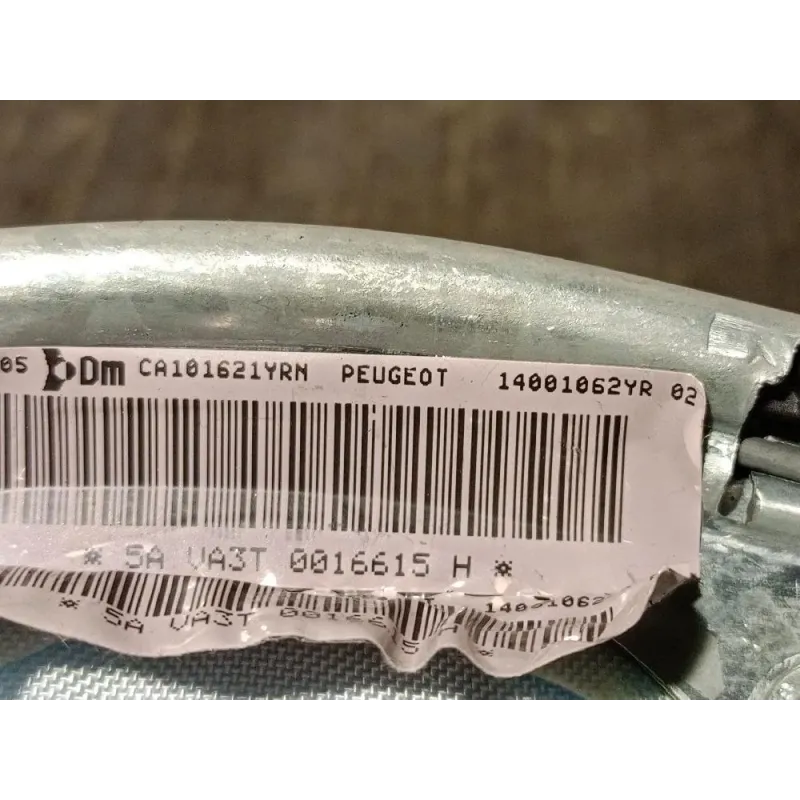 05 Dm CA101621YRN PEUGEOT 14001062YR 02
* 5A VA3T 0016615 H *